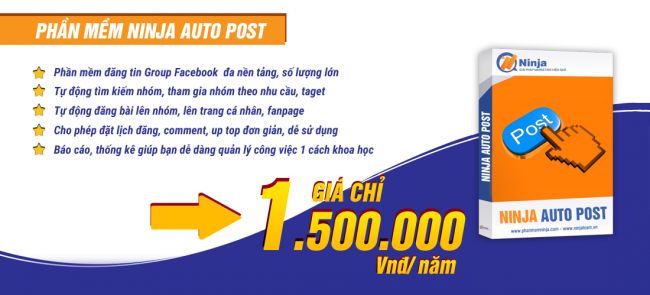 PHẦN MỀM NINJA AUTO POST
Phần mềm đăng tin Group Facebook đa nền tảng, số lượng lớn
Tự động tìm kiếm nhóm, tham gia nhóm theo nhu cầu, taget
Tự động đăng bài lên nhóm, lên trang cá nhân, fanpage
Cho phép đặt lịch đăng, comment, up top đơn giản, dễ sử dụng
Báo cáo, thống kê giúp bạn dễ dàng quản lý công việc 1 cách khoa học
GIÁ CHỈ
1.500.000
Vnđ/ năm
Ninja
Post
NINJA AUTO POST
NINJA AUTO POST
www.phanmemninja.com - www.ninjateam.vn